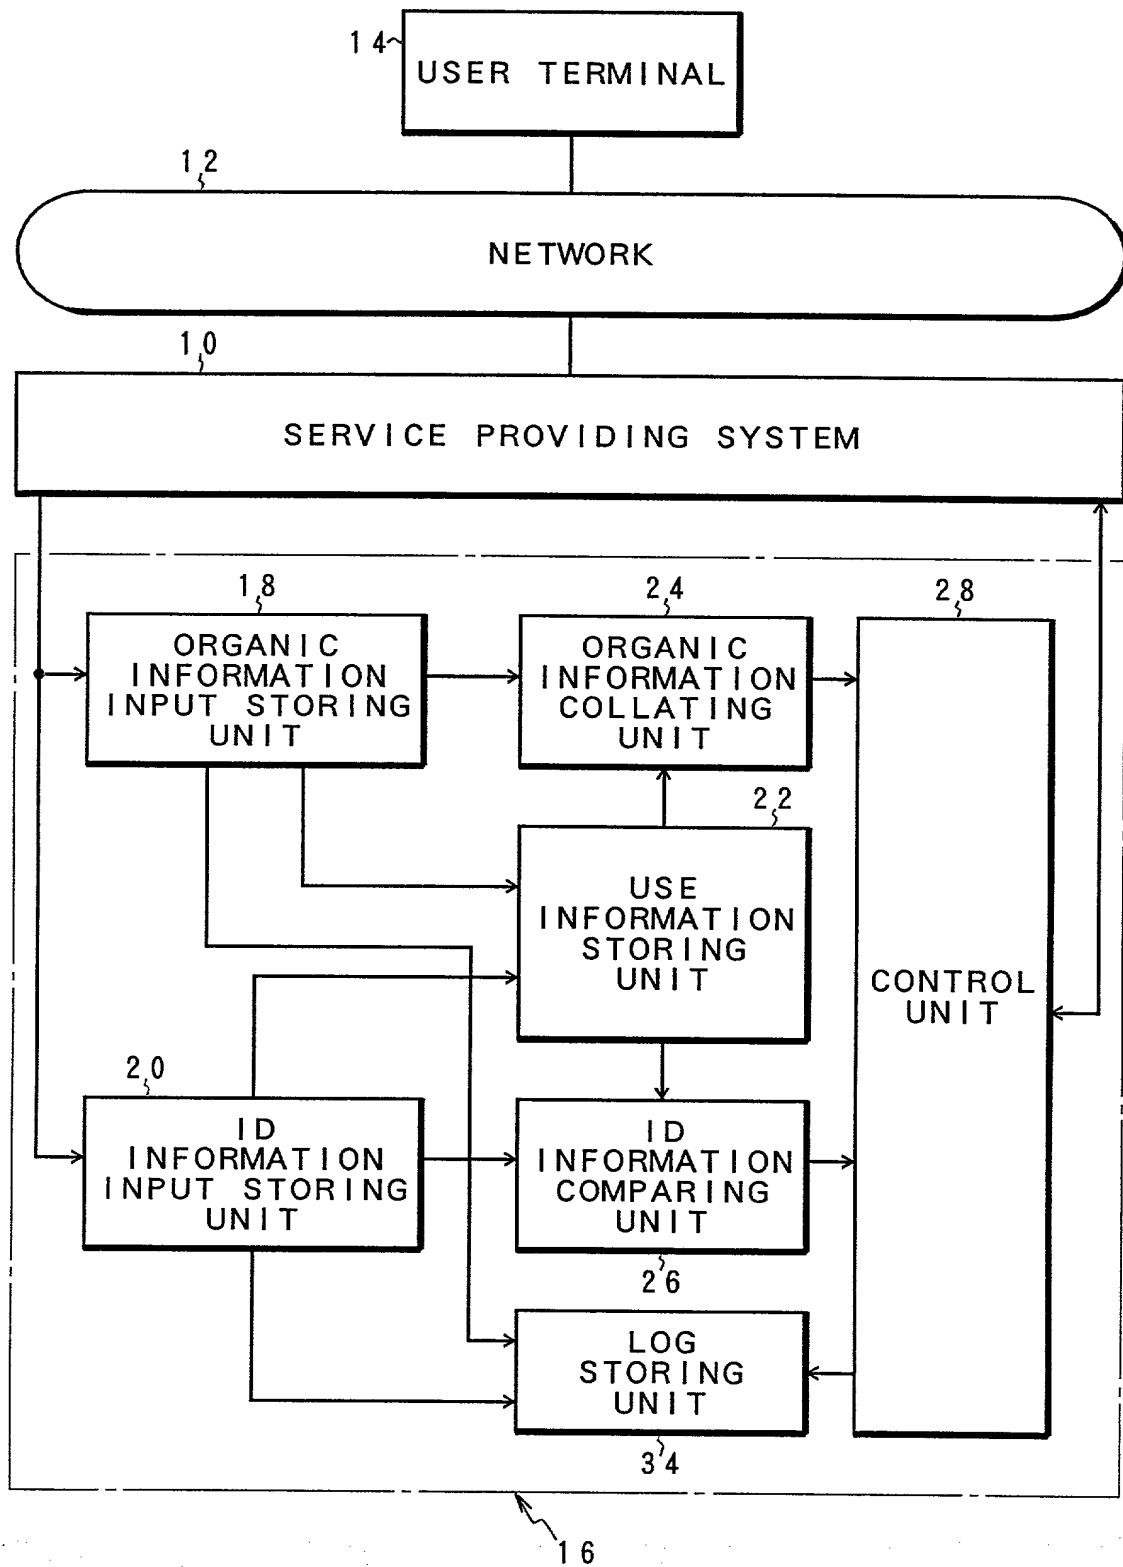 14
USER TERMINAL
12
NETWORK
10
SERVICE PROVIDING SYSTEM
18
ORGANIC
INFORMATION
INPUT STORING
UNIT
24
ORGANIC
INFORMATION
COLLATING
UNIT
28
CONTROL
UNIT
22
USE
INFORMATION
STORING
UNIT
20
ID
INFORMATION
INPUT STORING
UNIT
ID
INFORMATION
COMPARING
UNIT
26
LOG
STORING
UNIT
34
16